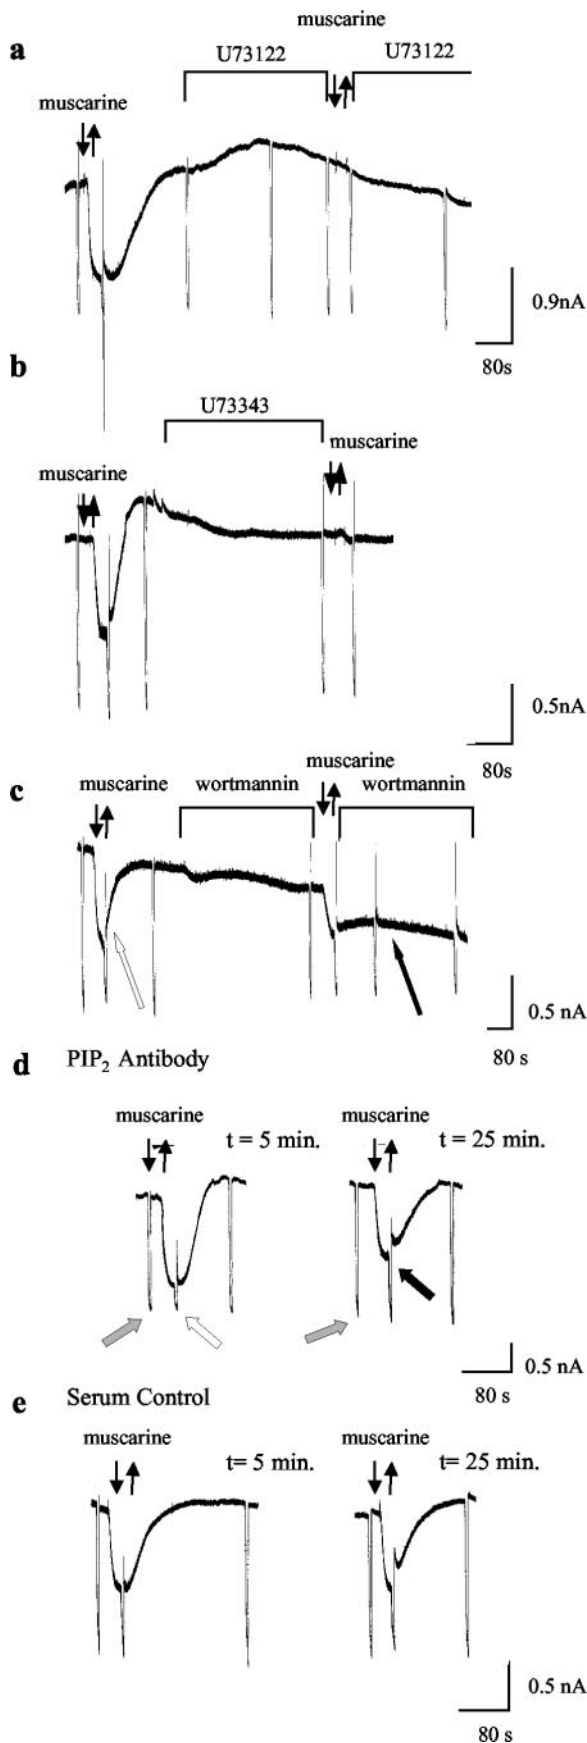 muscarine
a
U73122
U73122
muscarine
0.9nA
80s
b
U73343
muscarine
muscarine
0.5nA
80s
muscarine
c
muscarine
wortmannin
wortmannin
0.5 nA
80 s
d PIP₂ Antibody
muscarine
t = 5 min.
muscarine
t = 25 min.
0.5 nA
80 s
e Serum Control
muscarine
t= 5 min.
muscarine
t= 25 min.
0.5 nA
80 s